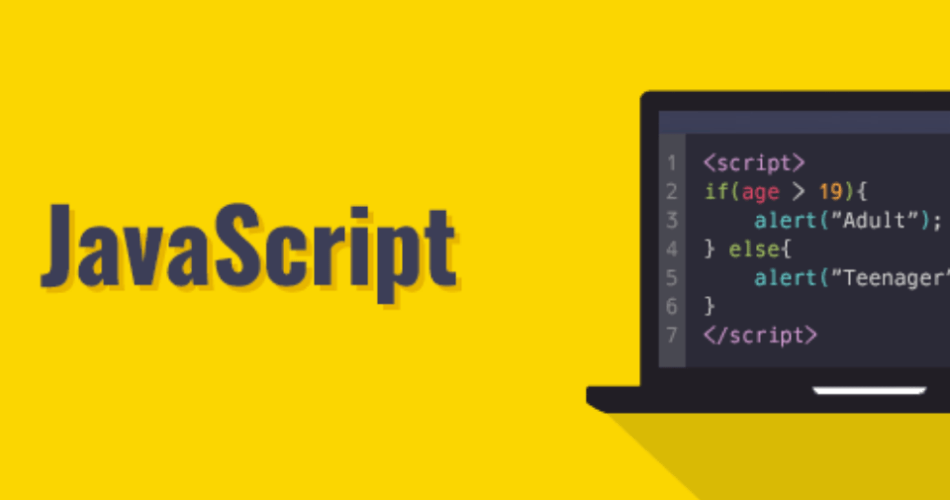 JavaScript
1 <script>
2 if(age > 19){
3 alert("Adult");
4 } else{
5 alert("Teenager"
6 }
7 </script>